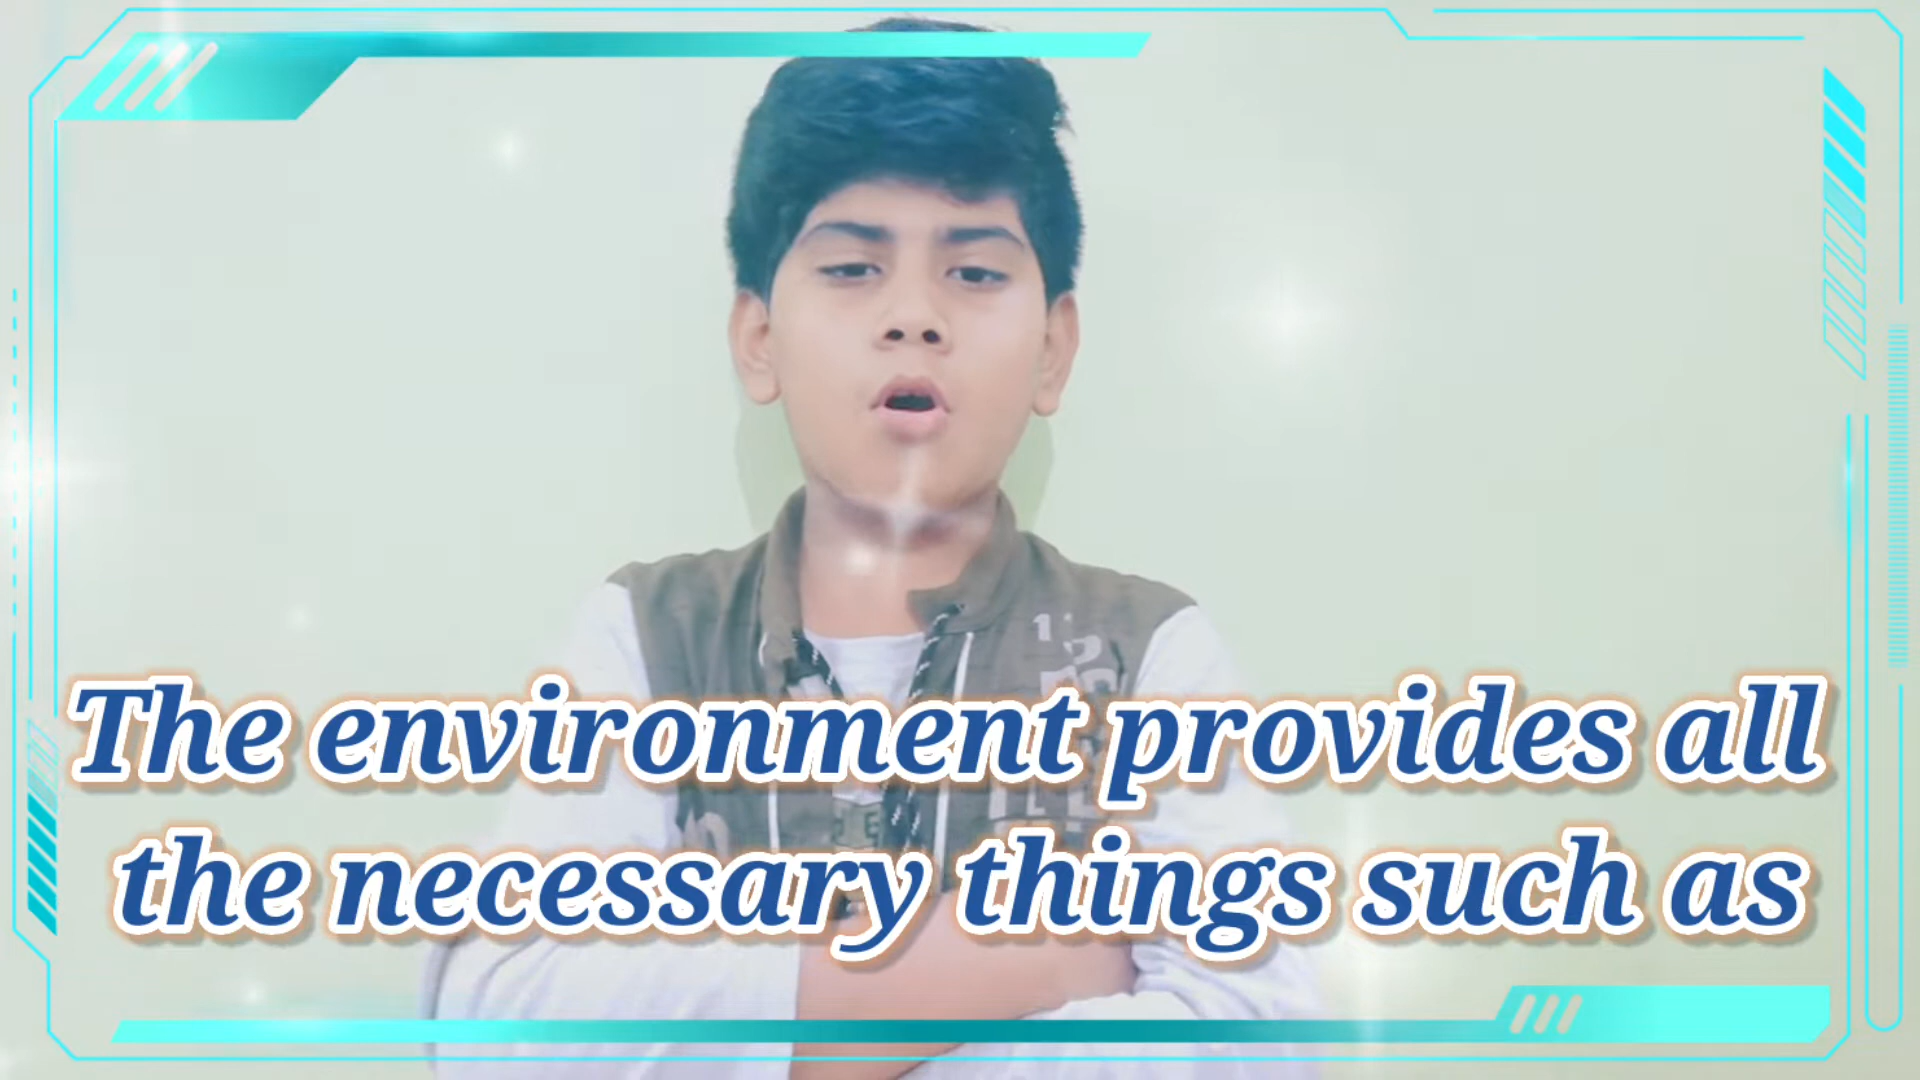 The environment provides all
the necessary things such as